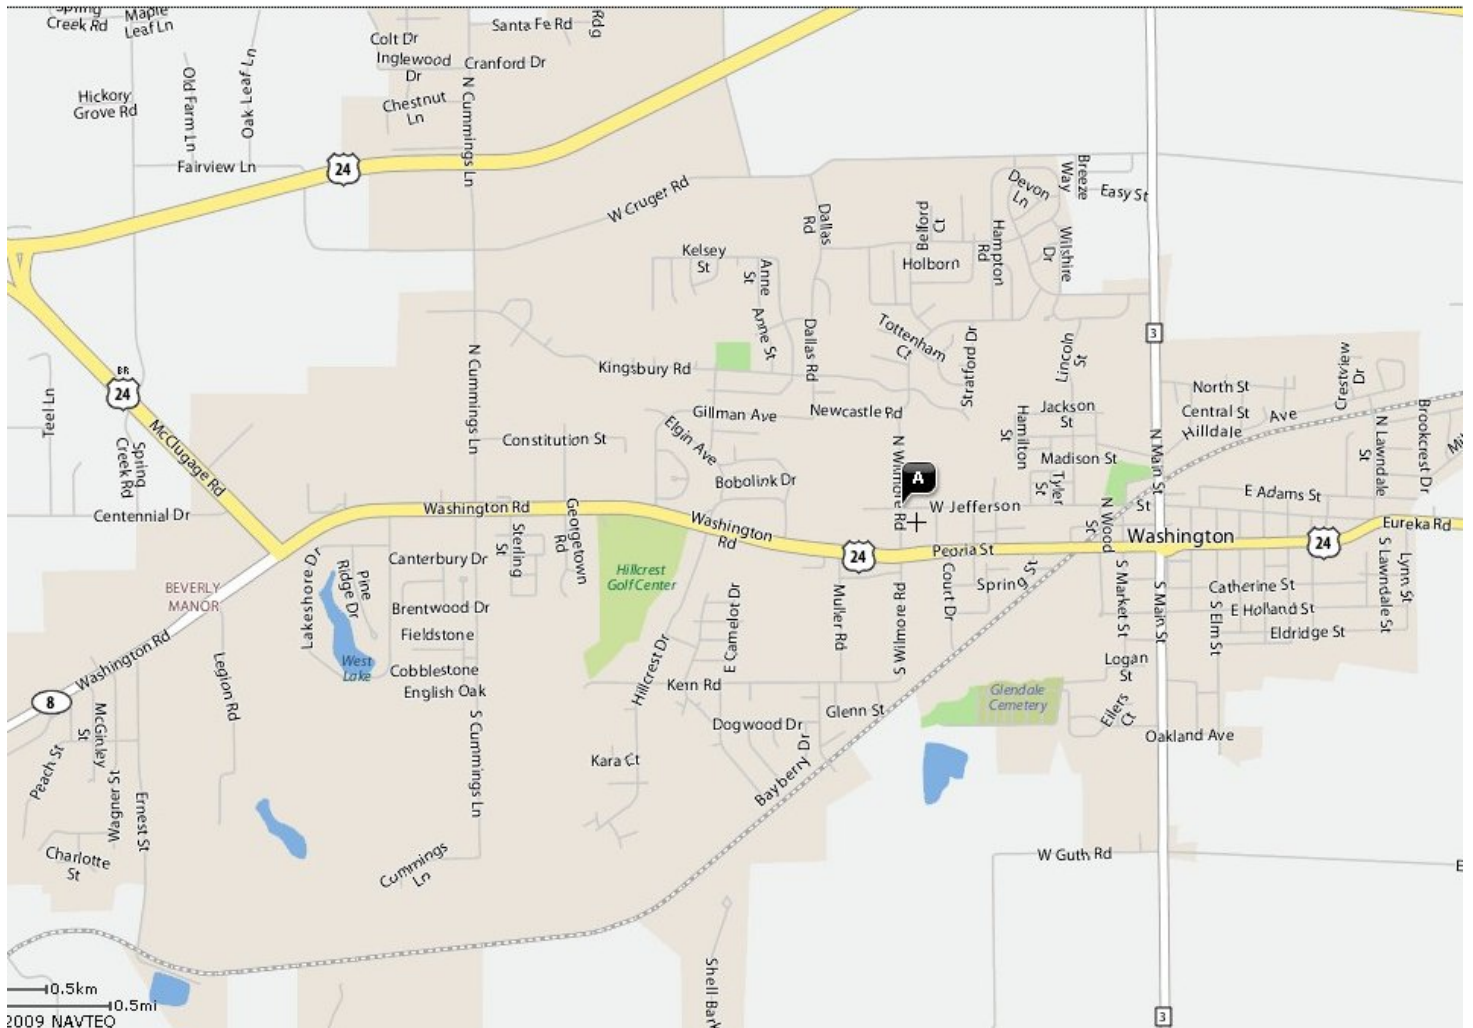 Spring
Creek Rd
Maple
Leaf Ln
Santa Fe Rd
Rdg
Colt Dr
Inglewood
Dr
Cranford Dr
N Cummings Ln
Hickory
Grove Rd
Old Farm Ln
Oak Leaf Ln
Chestnut
Ln
Fairview Ln
24
W Cruger Rd
Dallas
Rd
Belford
Ct
Holborn
Hampton
Rd
Devon
Ln
Breeze
Way
Easy St
Wilshire
Dr
Kelsey
St
Anne
St
Anne St
Dallas Rd
Tottenham
Ct
Stratford Dr
Lincoln
St
3
BR
24
Teel Ln
McClugage Rd
Spring
Creek Rd
Centennial Dr
N Cummings Ln
Kingsbury Rd
Gillman Ave
Newcastle Rd
Constitution St
Elgin Ave
Bobolink Dr
N Wilmore Rd
A
Hamilton
St
Jackson
St
Madison St
Tyler
St
W Jefferson
St
N Wood
St
N Main St
North St
Central St
Hilldale
Ave
Crestview
Dr
N Lawndale
St
Brookcrest Dr
E Adams St
Eureka Rd
Washington
24
Washington Rd
Washington
Rd
24
Peoria St
Georgetown
Rd
Sterling
St
Canterbury Dr
Hillcrest
Golf Center
Lakeshore Dr
Pine
Ridge Dr
BEVERLY
MANOR
Brentwood Dr
Fieldstone
Cobblestone
English Oak
West
Lake
Washington Rd
8
Legion Rd
McGinley
St
Peach St
Wagner St
Ernest St
Charlotte
St
S Cummings Ln
Cummings
Ln
Hillcrest Dr
E Camelot Dr
Muller Rd
S Wilmore Rd
Court Dr
Spring St
S Market St
S Main St
Catherine St
E Holland St
Eldridge St
S Elm St
S Lawndale St
Lynn St
Kern Rd
Dogwood Dr
Glenn St
Kara Ct
Bayberry
Dr
Glendale
Cemetery
Logan
St
Eilers
Ct
Oakland Ave
W Guth Rd
E
Shell Bark
3
0.5km
0.5mi
2009 NAVTEQ